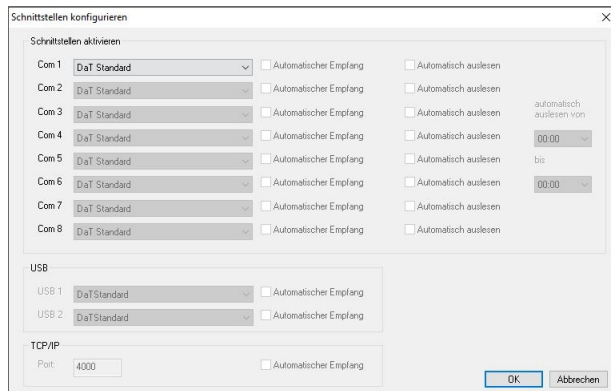 Schnittstellen konfigurieren
Schnittstellen aktivieren
Com 1 DaT Standard Automatischer Empfang Automatisch auslesen
Com 2 DaT Standard Automatischer Empfang Automatisch auslesen
Com 3 DaT Standard Automatischer Empfang Automatisch auslesen
automatisch
auslesen von
Com 4 DaT Standard Automatischer Empfang Automatisch auslesen 00:00
Com 5 DaT Standard Automatischer Empfang Automatisch auslesen bis
Com 6 DaT Standard Automatischer Empfang Automatisch auslesen 00:00
Com 7 DaT Standard Automatischer Empfang Automatisch auslesen
Com 8 DaT Standard Automatischer Empfang Automatisch auslesen
USB
USB 1 DaTStandard Automatischer Empfang
USB 2 DaTStandard Automatischer Empfang
TCP/IP
Port: 4000 Automatischer Empfang
OK Abbrechen